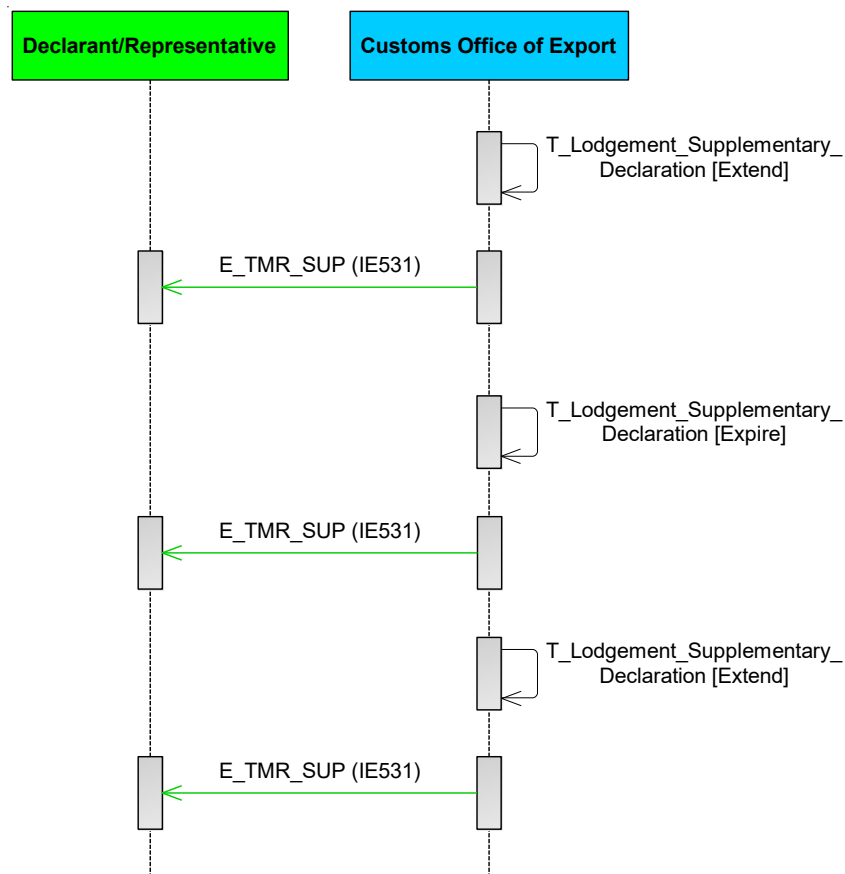 Declarant/Representative
Customs Office of Export
T_Lodgement_Supplementary_
Declaration [Extend]
E_TMR_SUP (IE531)
T_Lodgement_Supplementary_
Declaration [Expire]
E_TMR_SUP (IE531)
T_Lodgement_Supplementary_
Declaration [Extend]
E_TMR_SUP (IE531)